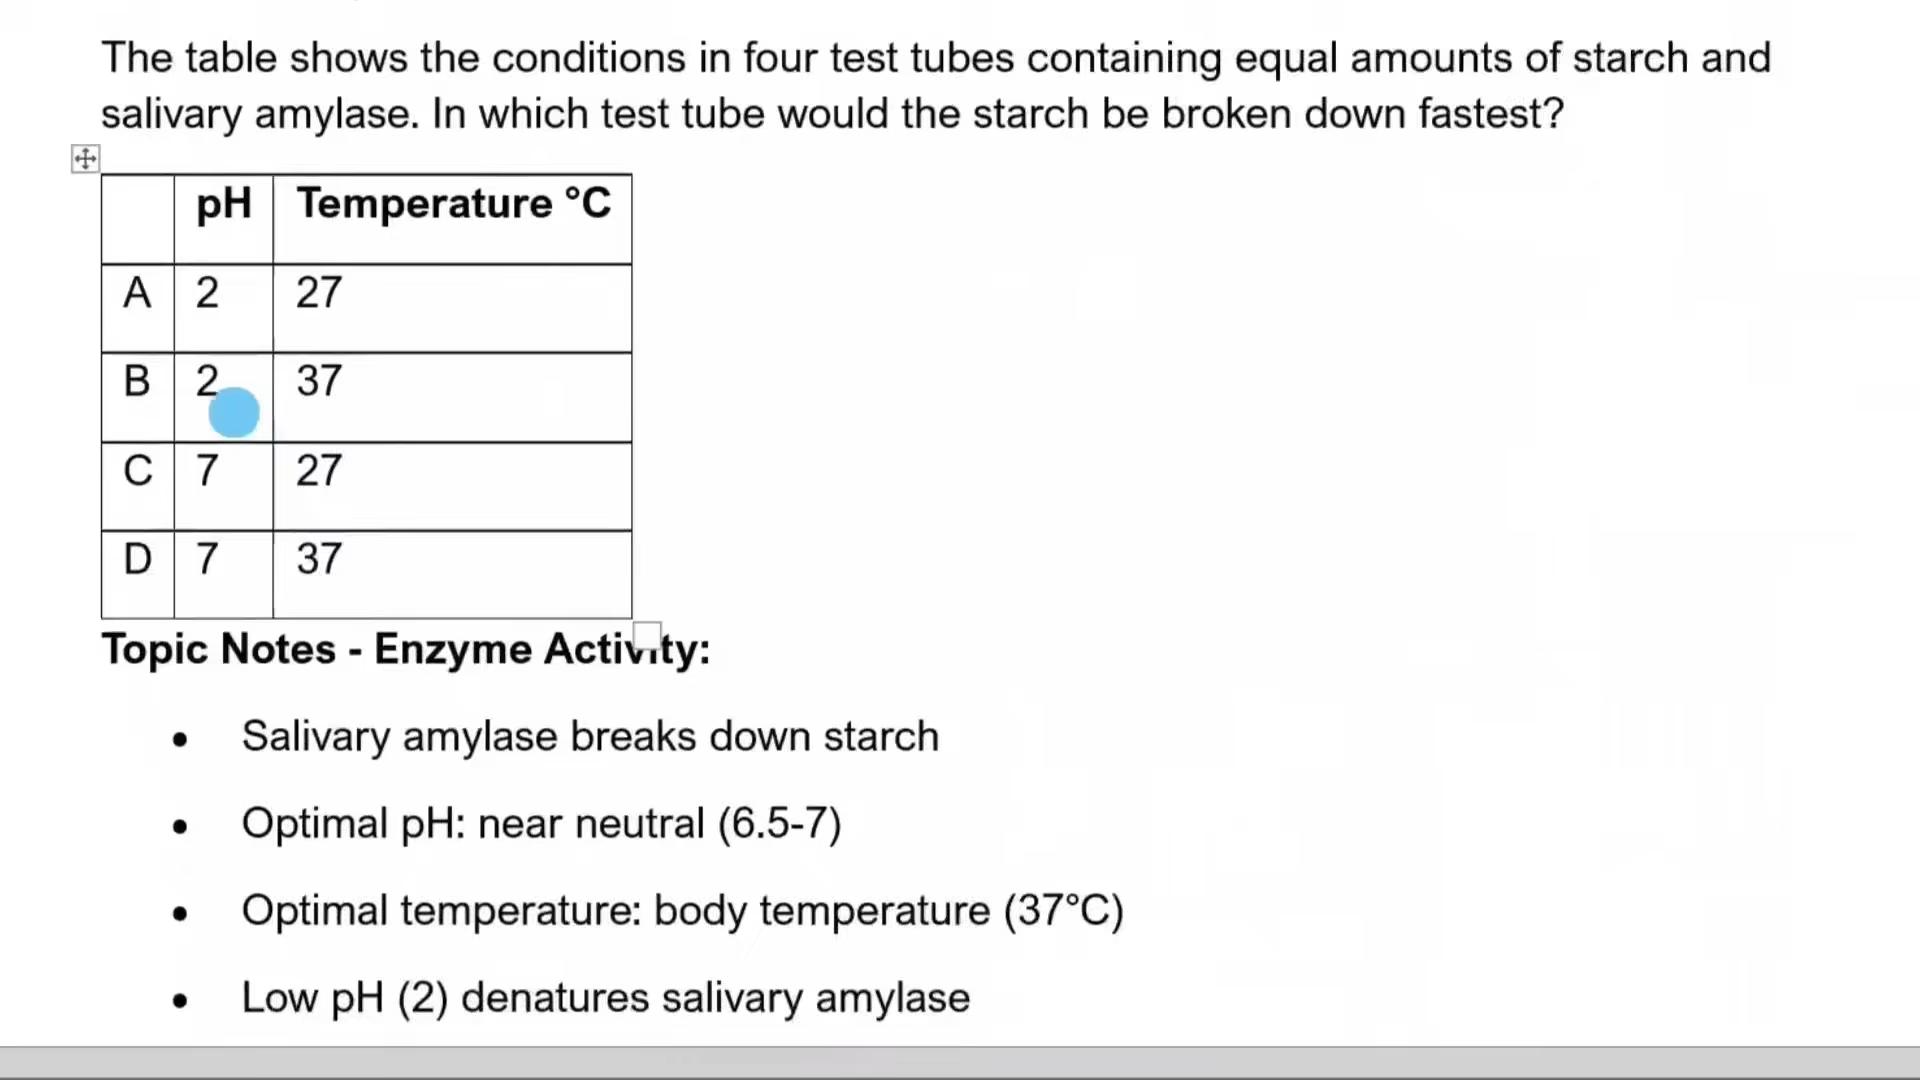 The table shows the conditions in four test tubes containing equal amounts of starch and
salivary amylase. In which test tube would the starch be broken down fastest?
pH Temperature °C
A 2 27
B 2 37
C 7 27
D 7 37
Topic Notes - Enzyme Activity:
• Salivary amylase breaks down starch
• Optimal pH: near neutral (6.5-7)
• Optimal temperature: body temperature (37°C)
• Low pH (2) denatures salivary amylase